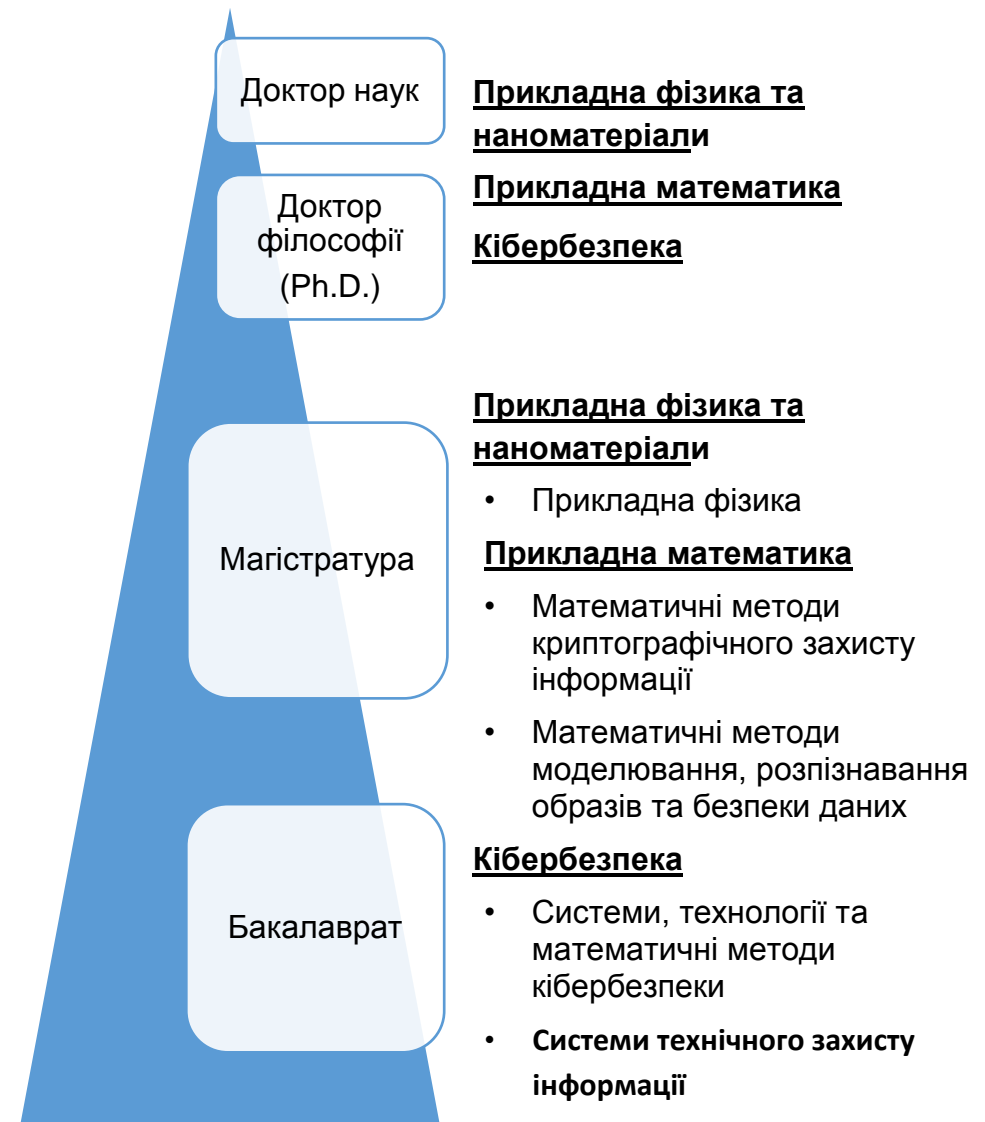 Доктор наук
Доктор
філософії
(Ph.D.)
Прикладна фізика та
наноматеріали
Прикладна математика
Кібербезпека
Магістратура
Бакалаврат
Прикладна фізика та
наноматеріали
• Прикладна фізика
Прикладна математика
• Математичні методи
криптографічного захисту
інформації
• Математичні методи
моделювання, розпізнавання
образів та безпеки даних
Кібербезпека
• Системи, технології та
математичні методи
кібербезпеки
• Системи технічного захисту
інформації